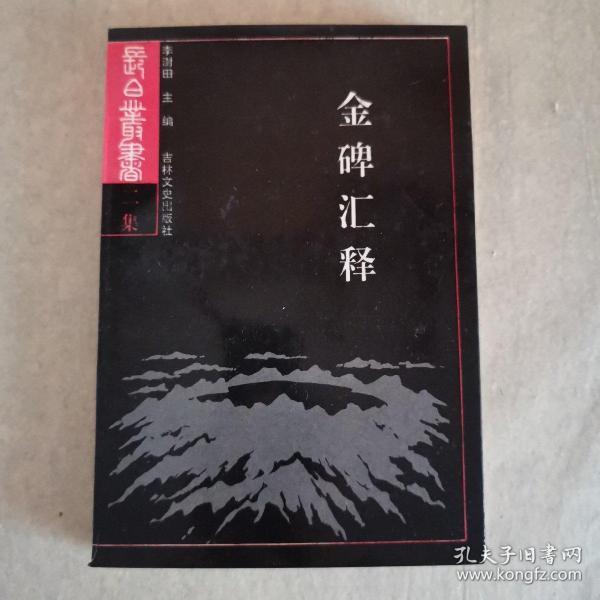 長白叢書
二集
李澍田 主编 吉林文史出版社
金碑汇释
孔夫子旧書网
www.kongfz.com